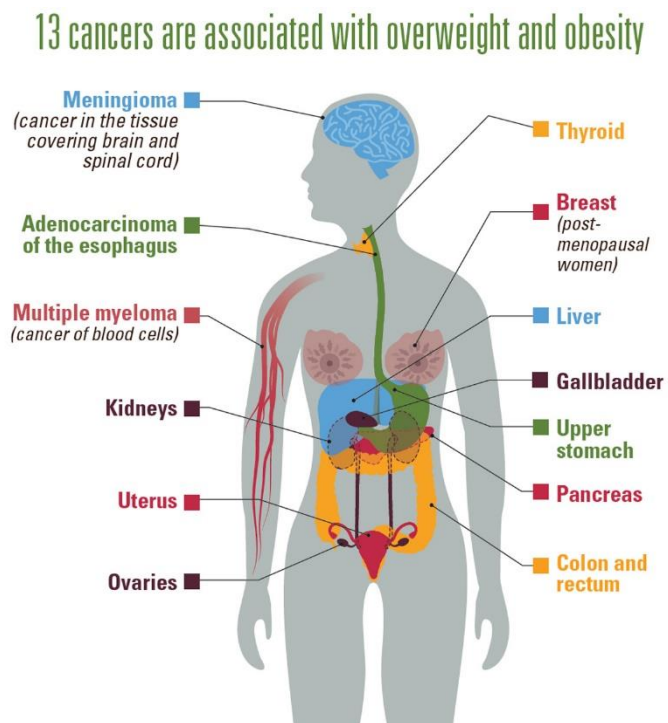 13 cancers are associated with overweight and obesity
Meningioma
(cancer in the tissue
covering brain and
spinal cord)
Adenocarcinoma
of the esophagus
Multiple myeloma
(cancer of blood cells)
Kidneys
Uterus
Ovaries
Thyroid
Breast
(post-
menopausal
women)
Liver
Gallbladder
Upper
stomach
Pancreas
Colon and
rectum